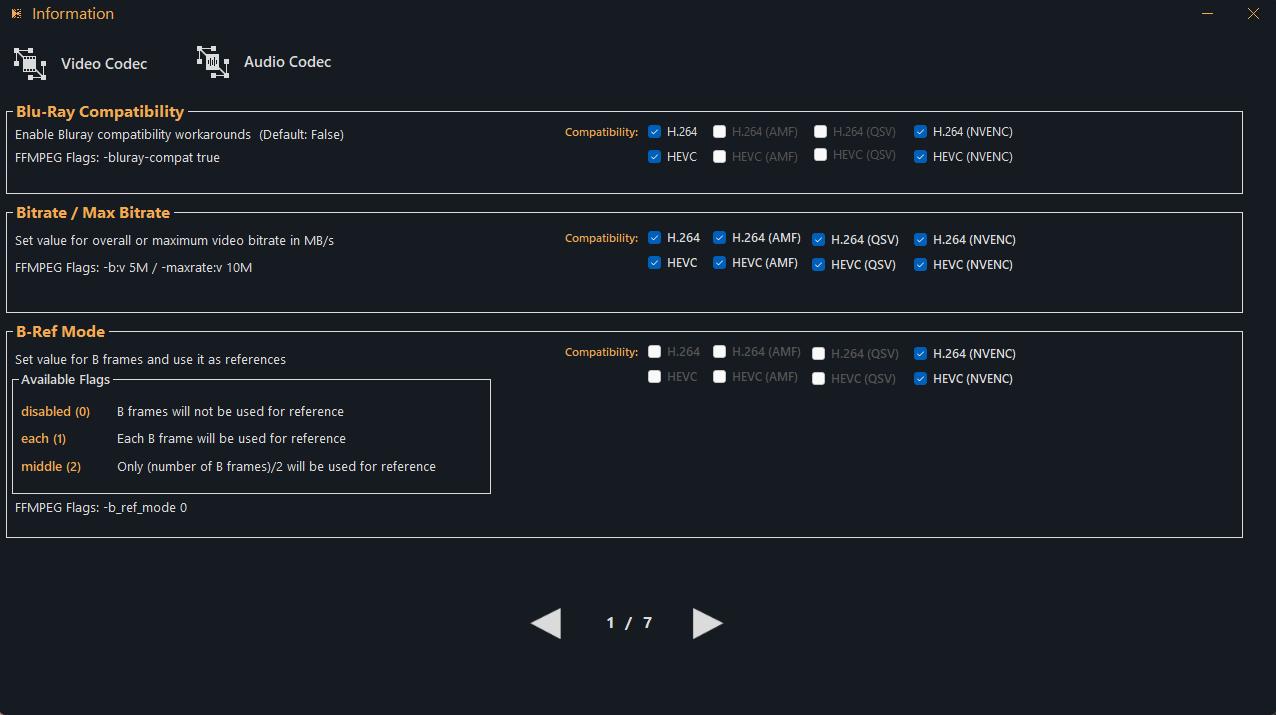 Information
Video Codec
Audio Codec
Blu-Ray Compatibility
Enable Bluray compatibility workarounds (Default: False)
FFMPEG Flags: -bluray-compat true
Compatibility: H.264 H.264 (AMF) H.264 (QSV) H.264 (NVENC)
HEVC HEVC (AMF) HEVC (QSV) HEVC (NVENC)
Bitrate / Max Bitrate
Set value for overall or maximum video bitrate in MB/s
FFMPEG Flags: -b:v 5M / -maxrate:v 10M
Compatibility: H.264 H.264 (AMF) H.264 (QSV) H.264 (NVENC)
HEVC HEVC (AMF) HEVC (QSV) HEVC (NVENC)
B-Ref Mode
Set value for B frames and use it as references
Compatibility: H.264 H.264 (AMF) H.264 (QSV) H.264 (NVENC)
HEVC HEVC (AMF) HEVC (QSV) HEVC (NVENC)
Available Flags
disabled (0) B frames will not be used for reference
each (1) Each B frame will be used for reference
middle (2) Only (number of B frames)/2 will be used for reference
FFMPEG Flags: -b_ref_mode 0
1 / 7